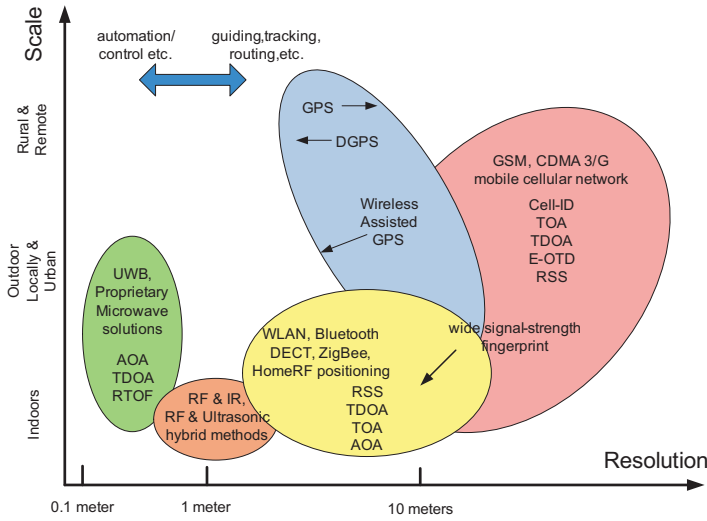 Scale
automation/
control etc.
guiding,tracking,
routing,etc.
Rural &
Remote
Outdoor
Locally &
Urban
Indoors
GPS
DGPS
Wireless
Assisted
GPS
GSM, CDMA 3/G
mobile cellular network
Cell-ID
TOA
TDOA
E-OTD
RSS
UWB,
Proprietary
Microwave
solutions
AOA
TDOA
RTOF
RF & IR,
RF & Ultrasonic
hybrid methods
WLAN, Bluetooth
DECT, ZigBee,
HomeRF positioning
RSS
TDOA
TOA
AOA
wide signal-strength
fingerprint
Resolution
0.1 meter
1 meter
10 meters